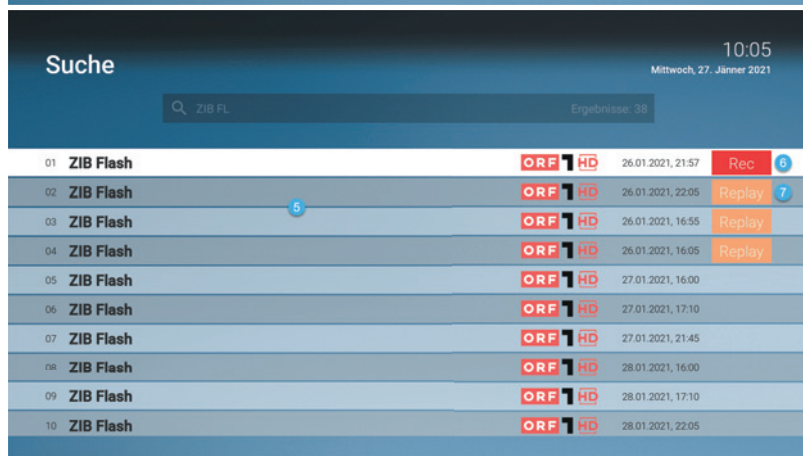 Suche
10:05
Mittwoch, 27. Jänner 2021
ZIB FL Ergebnisse: 38
01 ZIB Flash ORF 1 HD 26.01.2021, 21:57 Rec 6
02 ZIB Flash ORF 1 HD 26.01.2021, 22:05 Replay 7
5
03 ZIB Flash ORF 1 HD 26.01.2021, 16:55 Replay
04 ZIB Flash ORF 1 HD 26.01.2021, 16:05 Replay
05 ZIB Flash ORF 1 HD 27.01.2021, 16:00
06 ZIB Flash ORF 1 HD 27.01.2021, 17:10
07 ZIB Flash ORF 1 HD 27.01.2021, 21:45
08 ZIB Flash ORF 1 HD 28.01.2021, 16:00
09 ZIB Flash ORF 1 HD 28.01.2021, 17:10
10 ZIB Flash ORF 1 HD 28.01.2021, 22:05